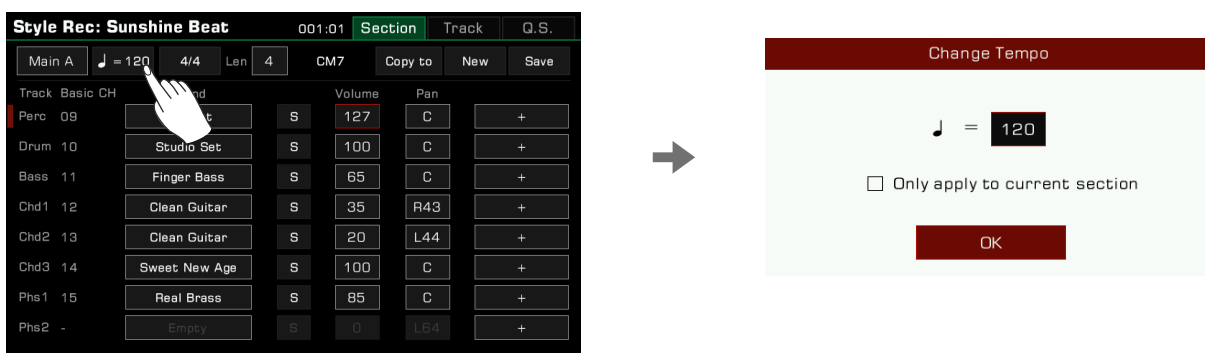 Style Rec: Sunshine Beat 001:01 Section Track Q.S.
Main A ♩ = 120 4/4 Len 4 CM7 Copy to New Save
Track Basic CH Volume Pan
Perc 09 S 127 C +
Drum 10 Studio Set S 100 C +
Bass 11 Finger Bass S 65 C +
Chd1 12 Clean Guitar S 35 R43 +
Chd2 13 Clean Guitar S 20 L44 +
Chd3 14 Sweet New Age S 100 C +
Phs1 15 Real Brass S 85 C +
Phs2 - Empty S 0 L64 +
Change Tempo
♩ = 120
Only apply to current section
OK